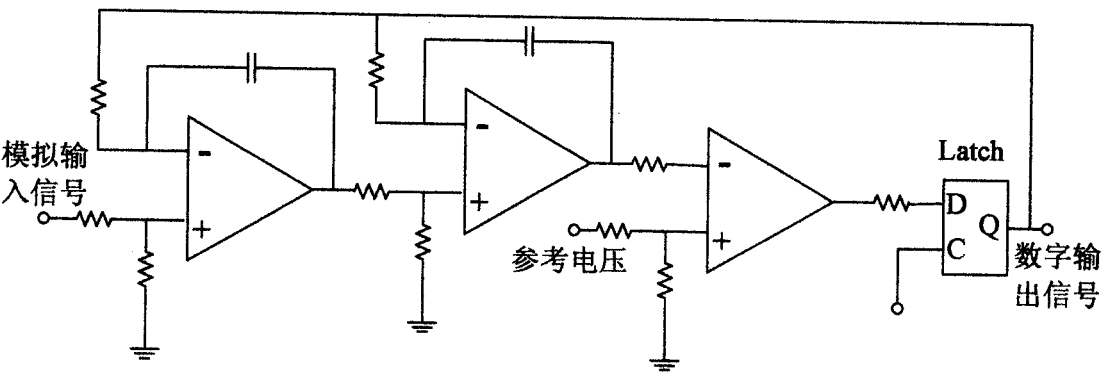 模拟输
入信号
-
+
-
+
参考电压
-
+
Latch
D
Q
C
数字输
出信号